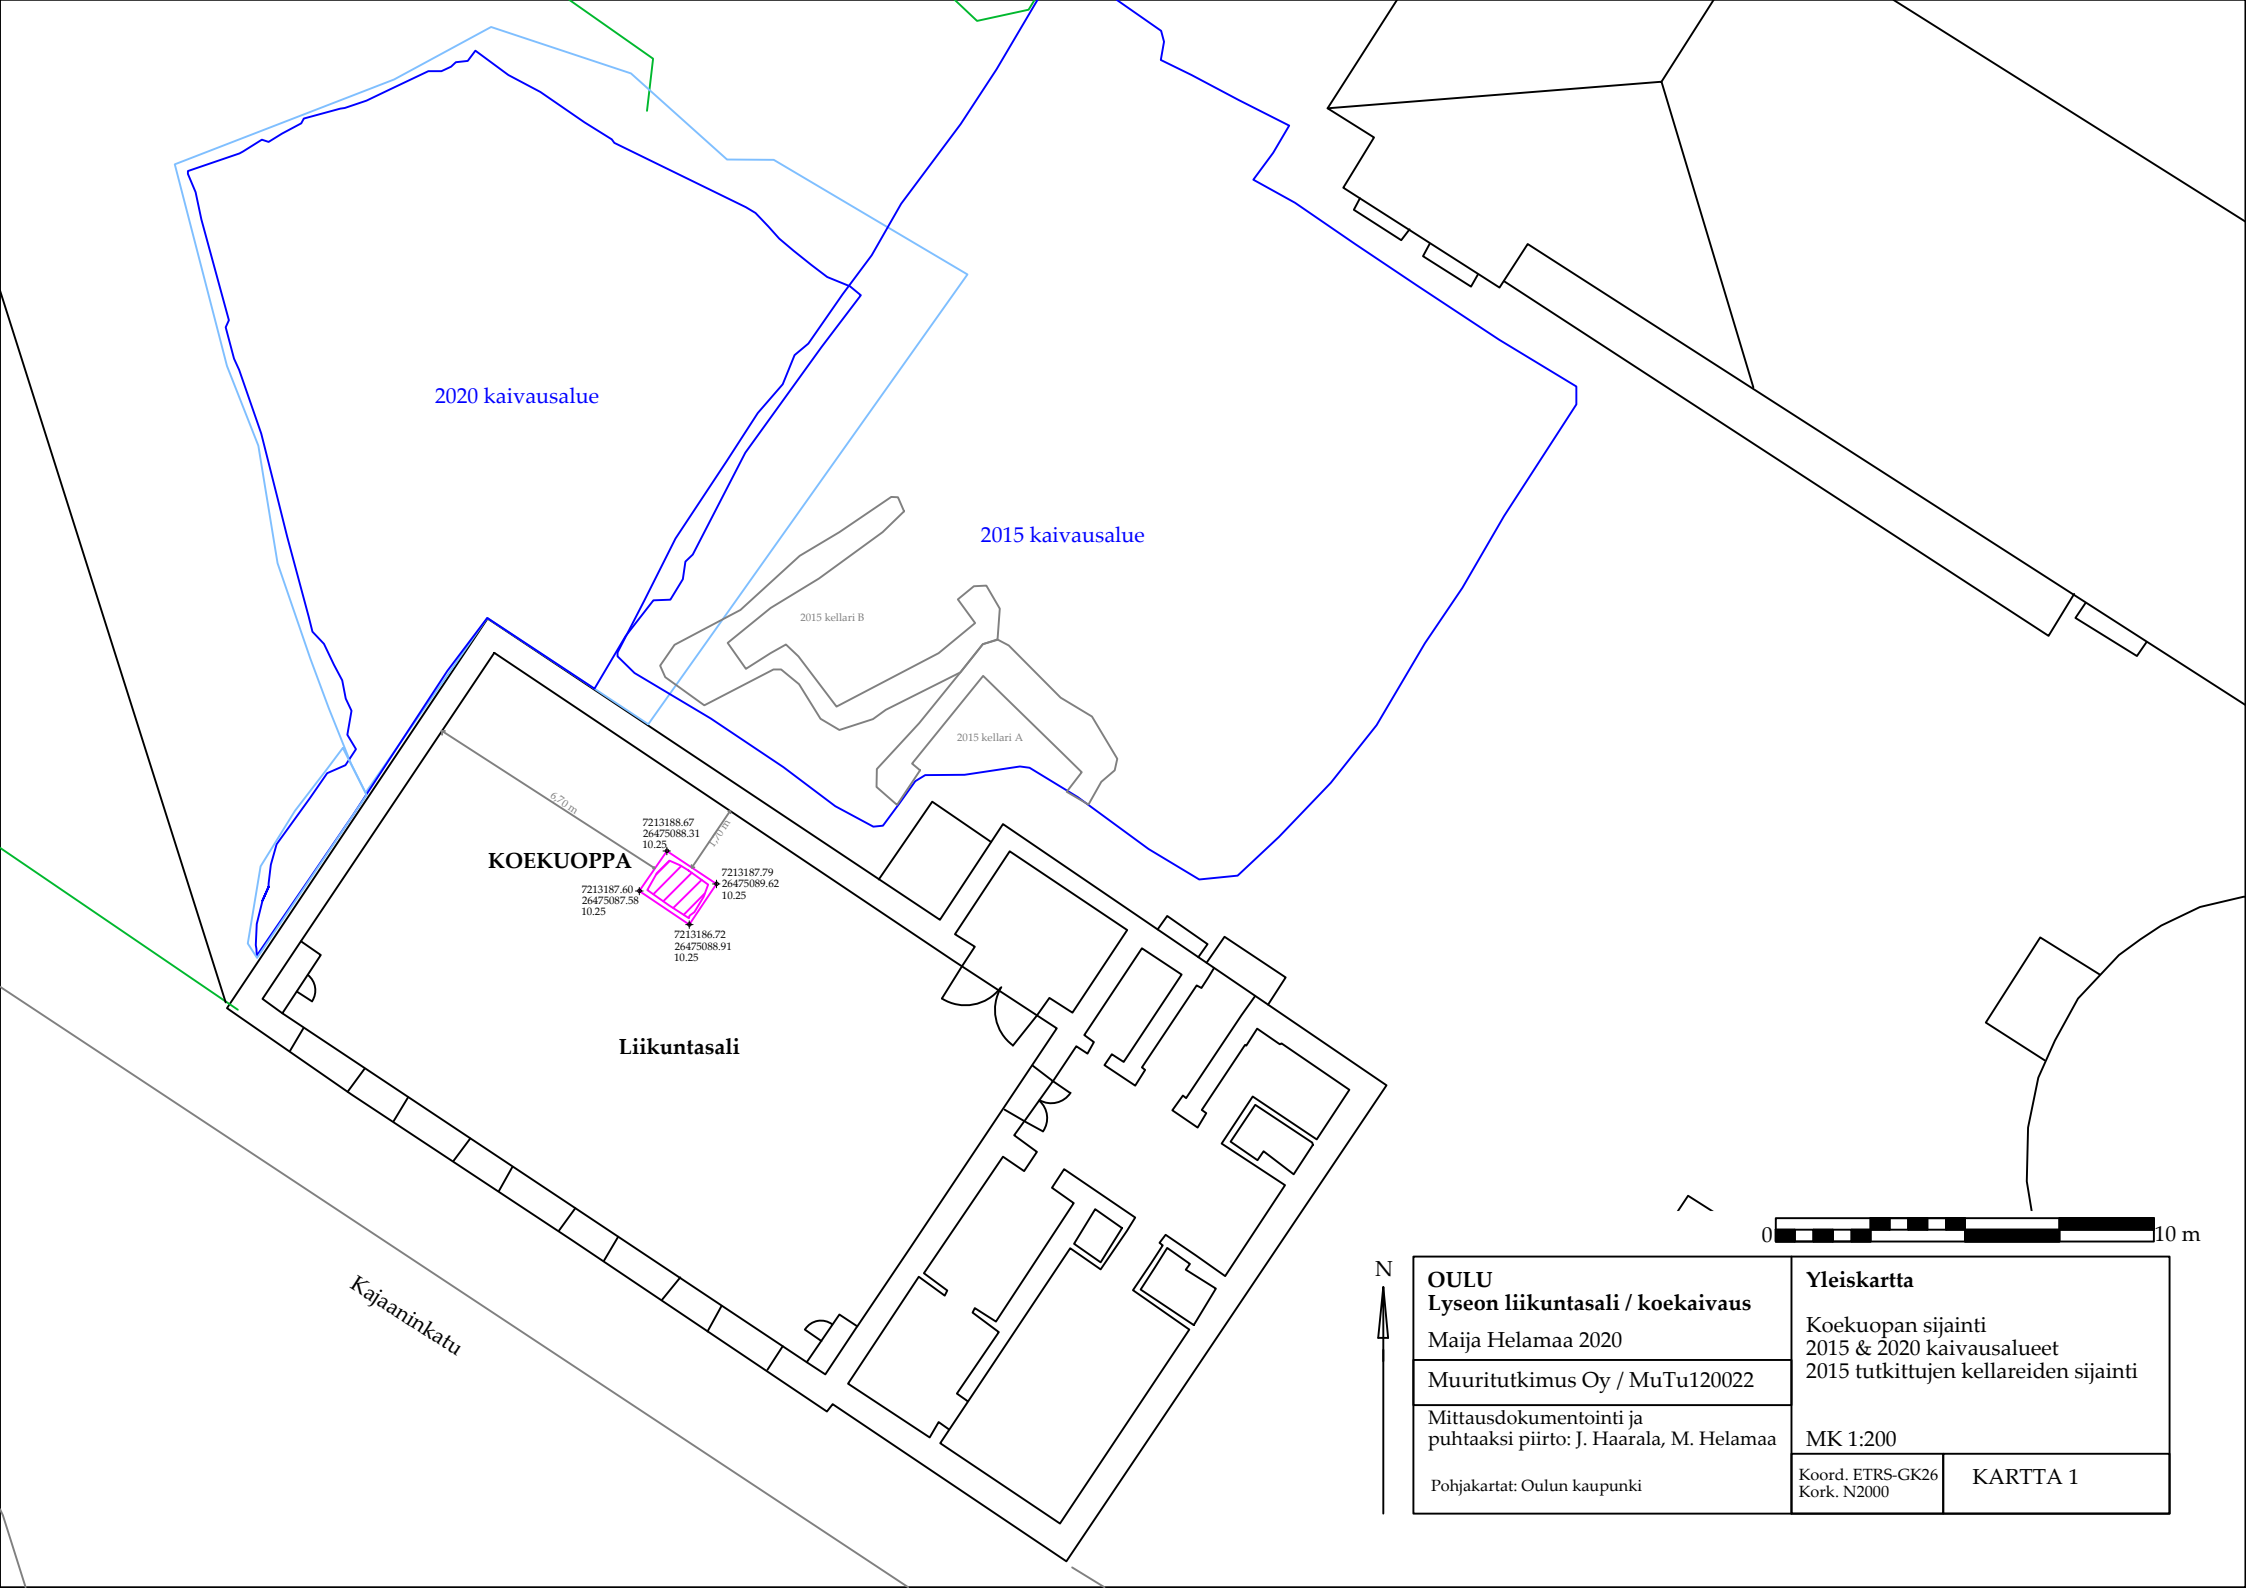 2020 kaivausalue
2015 kaivausalue
2015 kellari B
2015 kellari A
6,70 m
1,70 m
7213188.67
26475088.31
10.25
KOEKUOPPA
7213187.79
26475089.62
10.25
7213187.60
26475087.58
10.25
7213186.72
26475088.91
10.25
Liikuntasali
Kajaaninkatu
0
10 m
N
OULU
Lyseon liikuntasali / koekaivaus
Maija Helamaa 2020
Muuritutkimus Oy / MuTu120022
Mittausdokumentointi ja
puhtaaksi piirto: J. Haarala, M. Helamaa
Pohjakartat: Oulun kaupunki
Yleiskartta
Koekuopan sijainti
2015 & 2020 kaivausalueet
2015 tutkittujen kellareiden sijainti
MK 1:200
Koord. ETRS-GK26
Kork. N2000
KARTTA 1